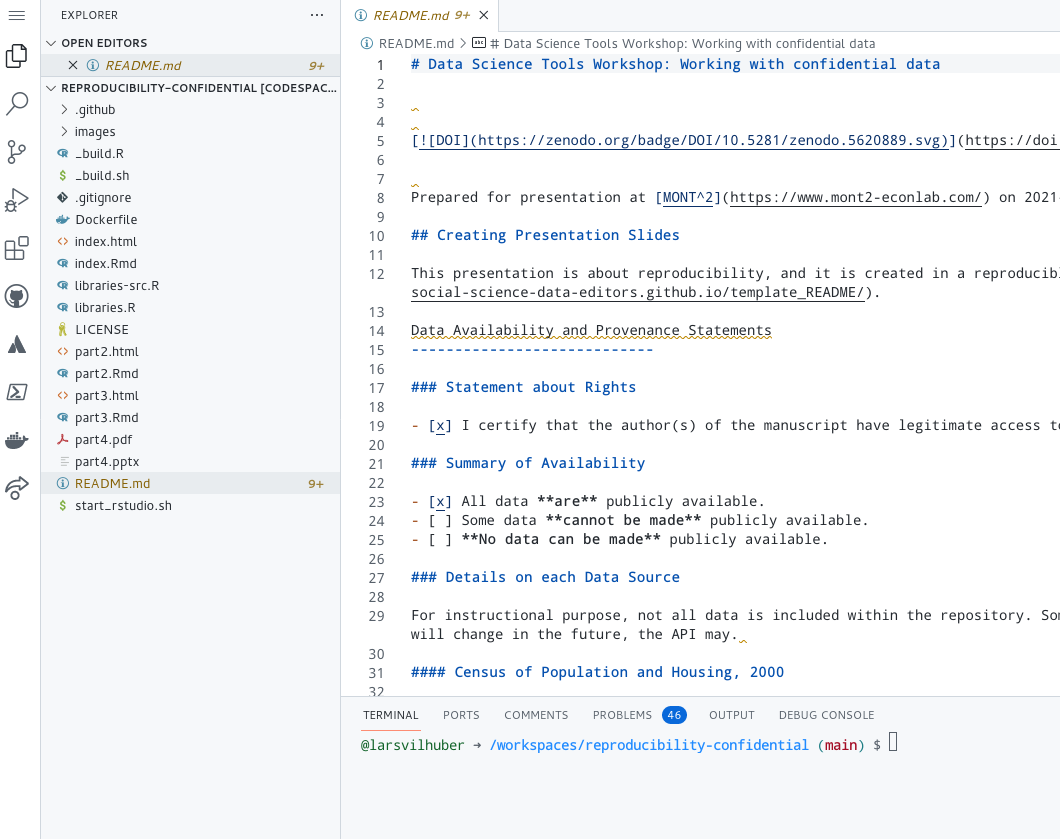 EXPLORER
OPEN EDITORS
README.md 9+
REPRODUCIBILITY-CONFIDENTIAL [CODESPAC...
.github
images
_build.R
$ _build.sh
.gitignore
Dockerfile
<> index.html
index.Rmd
libraries-src.R
libraries.R
LICENSE
<> part2.html
part2.Rmd
<> part3.html
part3.Rmd
part4.pdf
part4.pptx
README.md 9+
$ start_rstudio.sh
README.md 9+
README.md > # Data Science Tools Workshop: Working with confidential data
1 # Data Science Tools Workshop: Working with confidential data
2
3
4
5 [![DOI](https://zenodo.org/badge/DOI/10.5281/zenodo.5620889.svg)](https://doi
6
7
8 Prepared for presentation at [MONT^2](https://www.mont2-econlab.com/) on 2021
9
10 ## Creating Presentation Slides
11
12 This presentation is about reproducibility, and it is created in a reproducib
social-science-data-editors.github.io/template_README/).
13
14 Data Availability and Provenance Statements
15 ----------------------------
16
17 ### Statement about Rights
18
19 - [x] I certify that the author(s) of the manuscript have legitimate access to
20
21 ### Summary of Availability
22
23 - [x] All data **are** publicly available.
24 - [ ] Some data **cannot be made** publicly available.
25 - [ ] **No data can be made** publicly available.
26
27 ### Details on each Data Source
28
29 For instructional purpose, not all data is included within the repository. Som
will change in the future, the API may.
30
31 #### Census of Population and Housing, 2000
32
TERMINAL PORTS COMMENTS PROBLEMS 46 OUTPUT DEBUG CONSOLE
@larsvilhuber → /workspaces/reproducibility-confidential (main) $